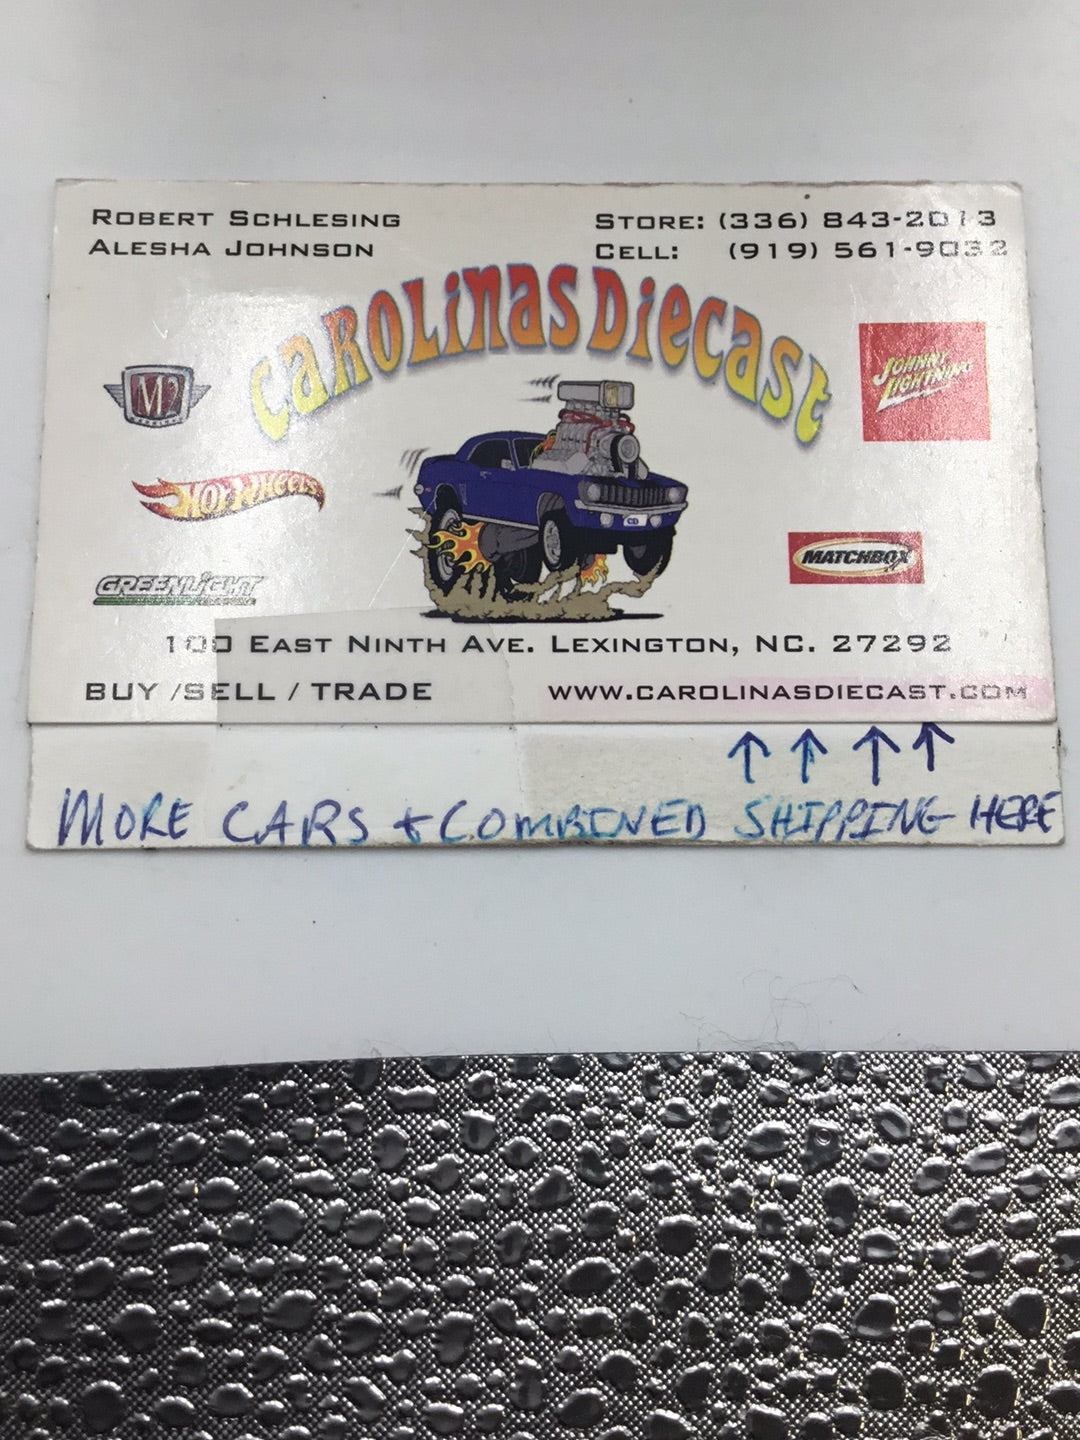 ROBERT SCHLESING
ALESHA JOHNSON
STORE: (336) 843-2013
CELL: (919) 561-9032
CAROLINAS DIECAST
M2
JOHNNY LIGHTNING
HOT WHEELS
CD
MATCHBOX
GREENLIGHT
100 EAST NINTH AVE. LEXINGTON, NC. 27292
BUY /SELL / TRADE
WWW.CAROLINASDIECAST.COM
MORE CARS + COMBINED SHIPPING HERE